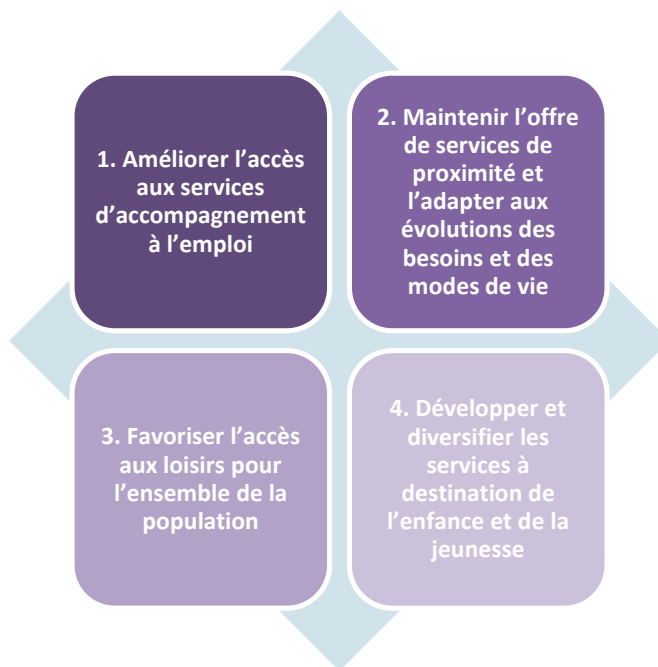 1. Améliorer l’accès
aux services
d’accompagnement
à l’emploi
2. Maintenir l’offre
de services de
proximité et
l’adapter aux
évolutions des
besoins et des
modes de vie
3. Favoriser l’accès
aux loisirs pour
l’ensemble de la
population
4. Développer et
diversifier les
services à
destination de
l’enfance et de la
jeunesse